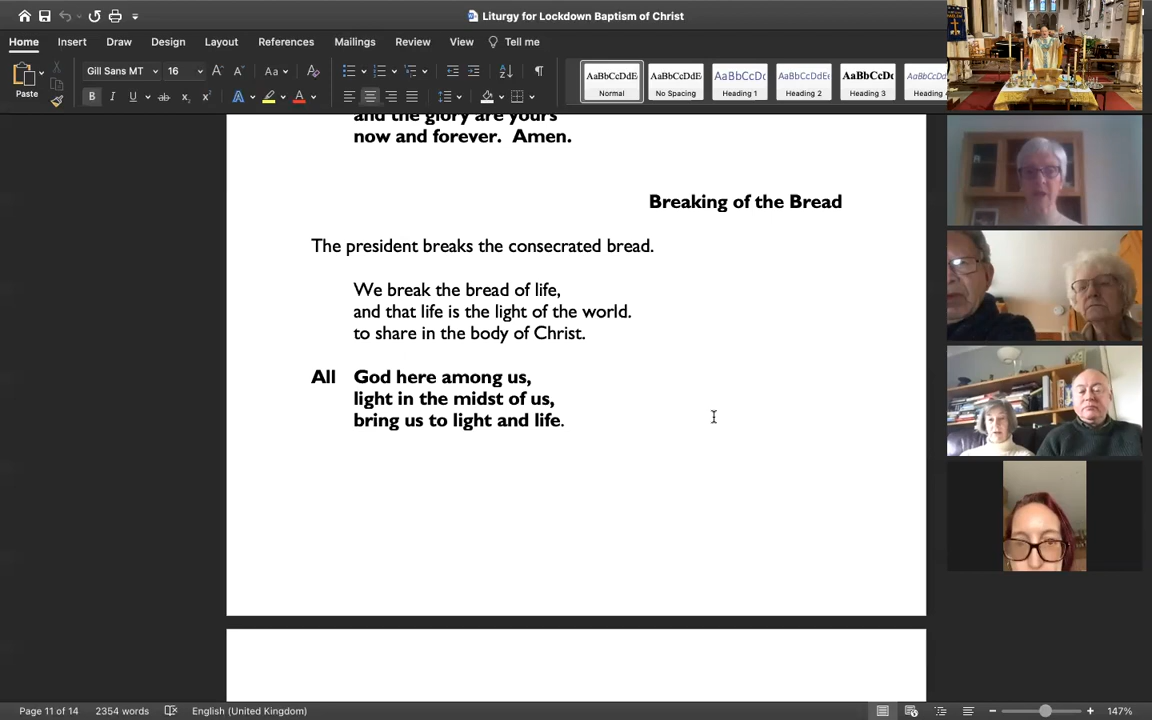 Liturgy for Lockdown Baptism of Christ
Home Insert Draw Design Layout References Mailings Review View Tell me
Paste
Gill Sans MT 16
AaBbCcDdE AaBbCcDdE AaBbCcDc AaBbCcDdEe AaBbCcDc AaBbCcDd
Normal No Spacing Heading 1 Heading 2 Heading 3 Heading
and the glory are yours
now and forever. Amen.
Breaking of the Bread
The president breaks the consecrated bread.
We break the bread of life,
and that life is the light of the world.
to share in the body of Christ.
All God here among us,
light in the midst of us,
bring us to light and life.
Page 11 of 14 2354 words English (United Kingdom) 147%